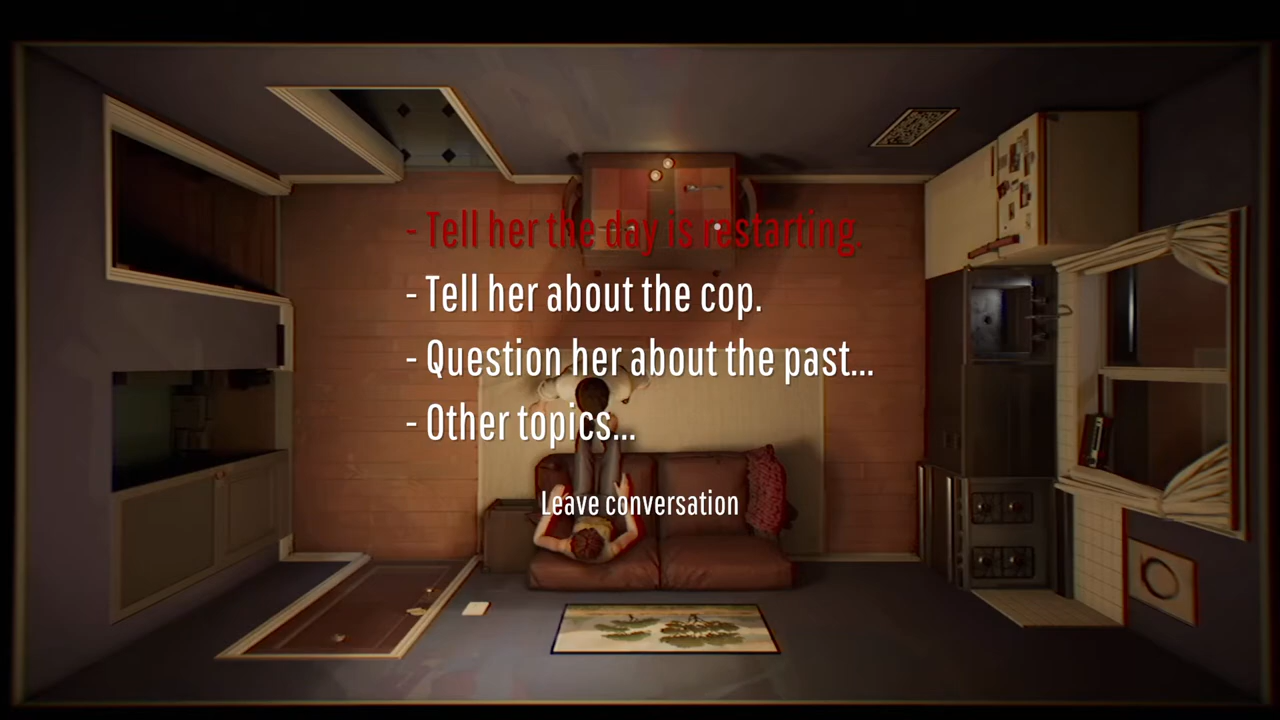 - Tell her the day is restarting.
- Tell her about the cop.
- Question her about the past...
- Other topics...
Leave conversation